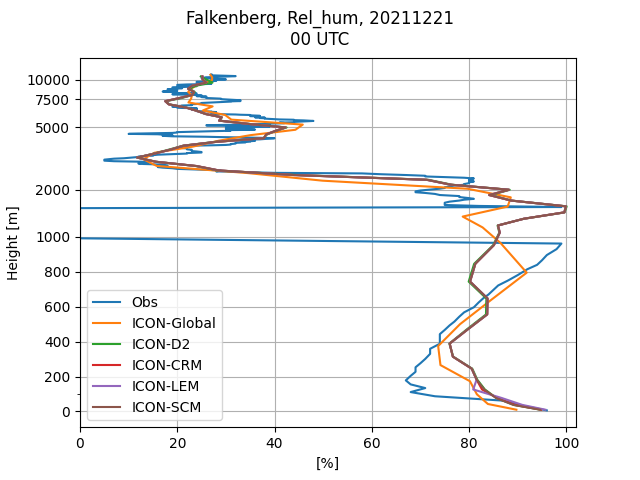 Falkenberg, Rel_hum, 20211221
00 UTC
10000
7500
5000
2000
1000
800
600
400
200
0
Height [m]
Obs
ICON-Global
ICON-D2
ICON-CRM
ICON-LEM
ICON-SCM
0 20 40 60 80 100
[%]